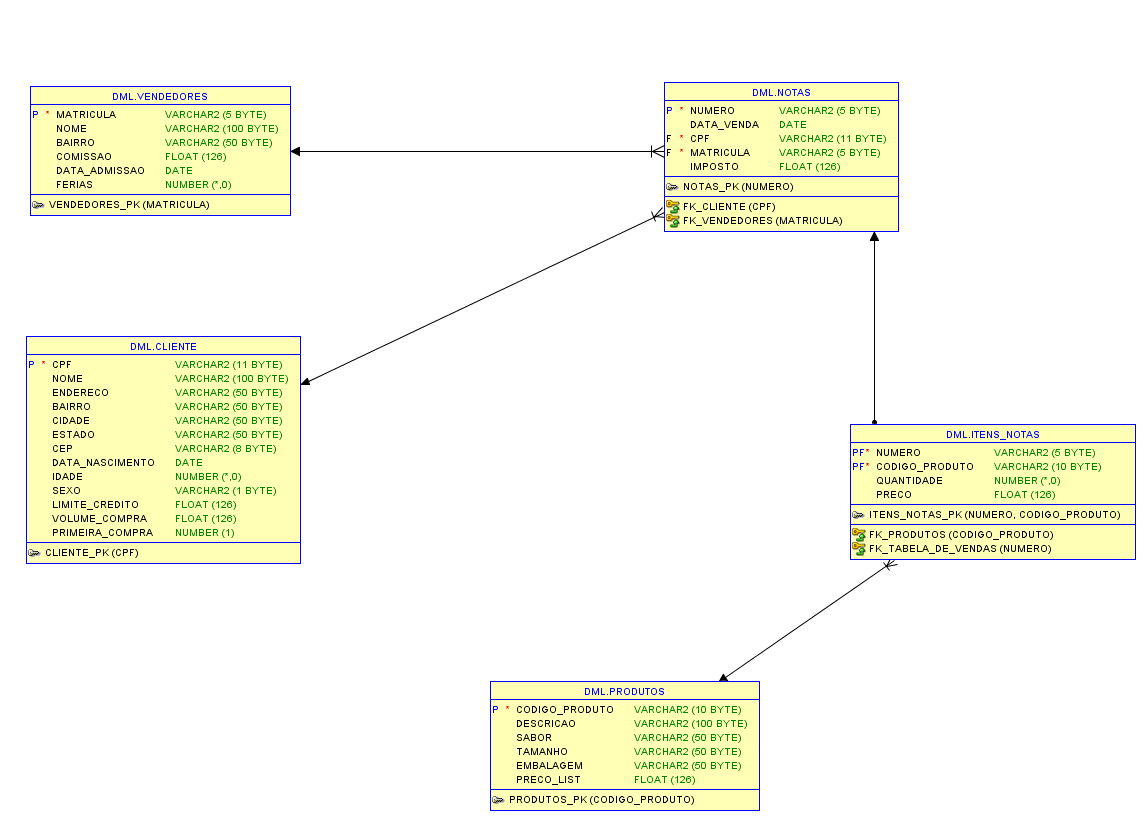 DML.VENDEDORES
P * MATRICULA VARCHAR2 (5 BYTE)
NOME VARCHAR2 (100 BYTE)
BAIRRO VARCHAR2 (50 BYTE)
COMISSAO FLOAT (126)
DATA_ADMISSAO DATE
FERIAS NUMBER (*,0)
VENDEDORES_PK (MATRICULA)
DML.NOTAS
P * NUMERO VARCHAR2 (5 BYTE)
DATA_VENDA DATE
F * CPF VARCHAR2 (11 BYTE)
F * MATRICULA VARCHAR2 (5 BYTE)
IMPOSTO FLOAT (126)
NOTAS_PK (NUMERO)
FK_CLIENTE (CPF)
FK_VENDEDORES (MATRICULA)
DML.CLIENTE
P * CPF VARCHAR2 (11 BYTE)
NOME VARCHAR2 (100 BYTE)
ENDERECO VARCHAR2 (50 BYTE)
BAIRRO VARCHAR2 (50 BYTE)
CIDADE VARCHAR2 (50 BYTE)
ESTADO VARCHAR2 (50 BYTE)
CEP VARCHAR2 (8 BYTE)
DATA_NASCIMENTO DATE
IDADE NUMBER (*,0)
SEXO VARCHAR2 (1 BYTE)
LIMITE_CREDITO FLOAT (126)
VOLUME_COMPRA FLOAT (126)
PRIMEIRA_COMPRA NUMBER (1)
CLIENTE_PK (CPF)
DML.ITENS_NOTAS
PF* NUMERO VARCHAR2 (5 BYTE)
PF* CODIGO_PRODUTO VARCHAR2 (10 BYTE)
QUANTIDADE NUMBER (*,0)
PRECO FLOAT (126)
ITENS_NOTAS_PK (NUMERO, CODIGO_PRODUTO)
FK_PRODUTOS (CODIGO_PRODUTO)
FK_TABELA_DE_VENDAS (NUMERO)
DML.PRODUTOS
P * CODIGO_PRODUTO VARCHAR2 (10 BYTE)
DESCRICAO VARCHAR2 (100 BYTE)
SABOR VARCHAR2 (50 BYTE)
TAMANHO VARCHAR2 (50 BYTE)
EMBALAGEM VARCHAR2 (50 BYTE)
PRECO_LIST FLOAT (126)
PRODUTOS_PK (CODIGO_PRODUTO)